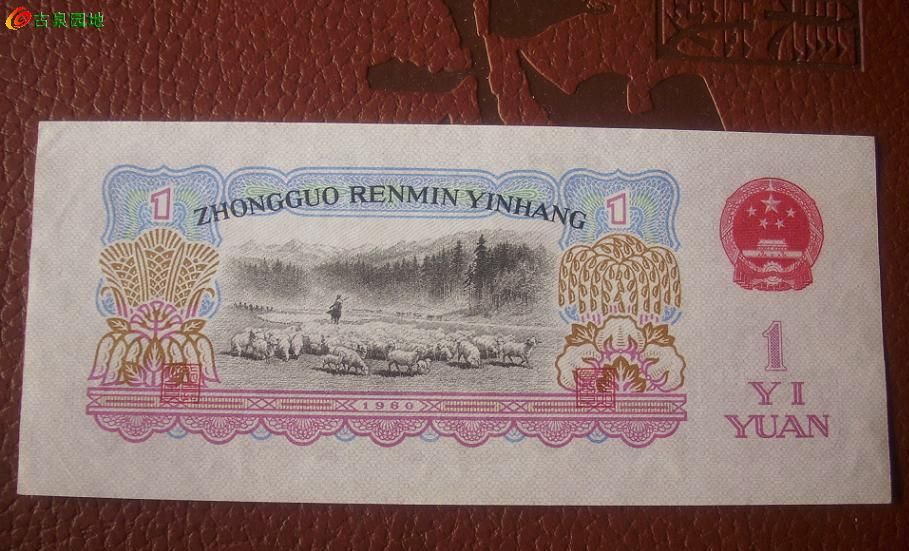 古泉园地
1
ZHONGGUO RENMIN YINHANG
1
1960
1
YI
YUAN